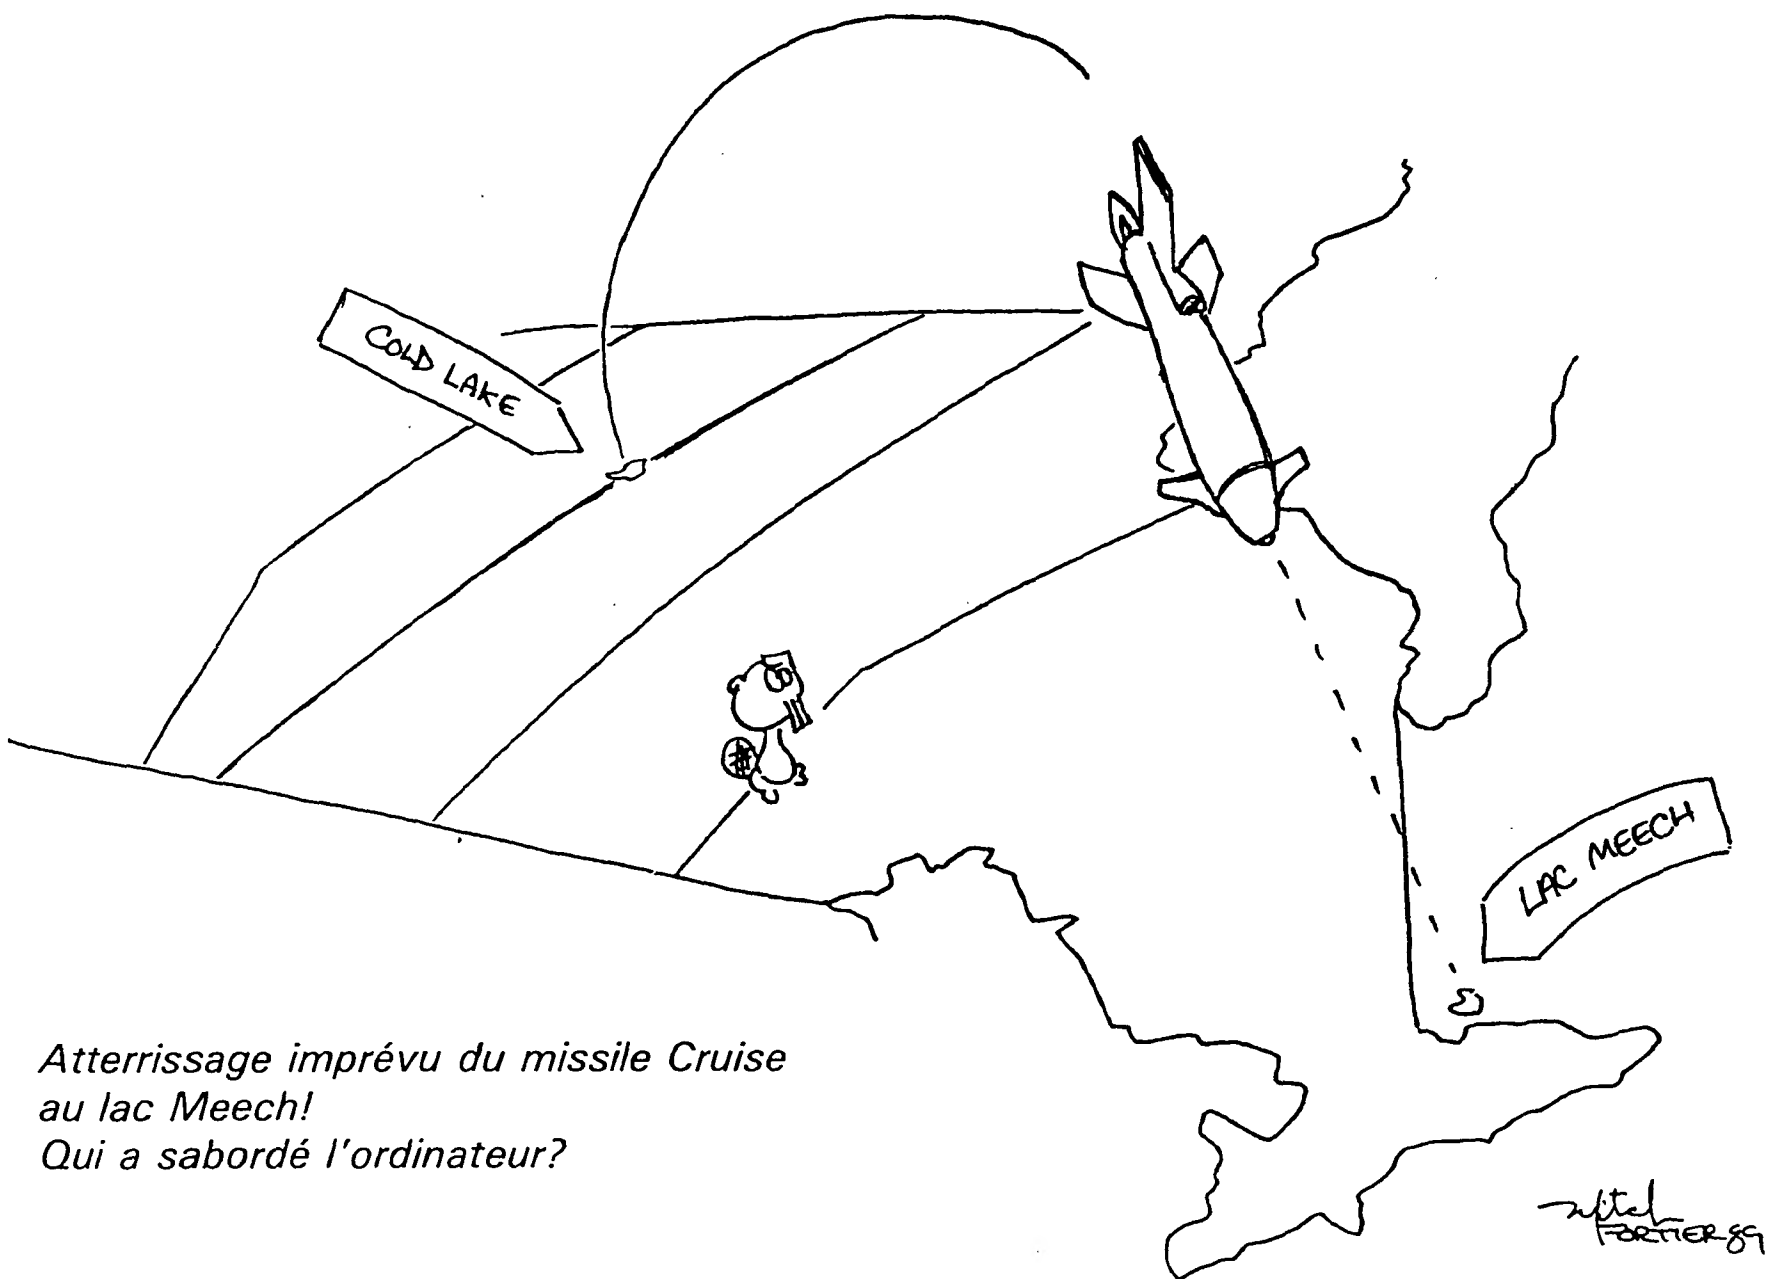 COLD LAKE
LAC MEECH
Atterrissage imprévu du missile Cruise
au lac Meech!
Qui a sabordé l'ordinateur?
FORTIER 89